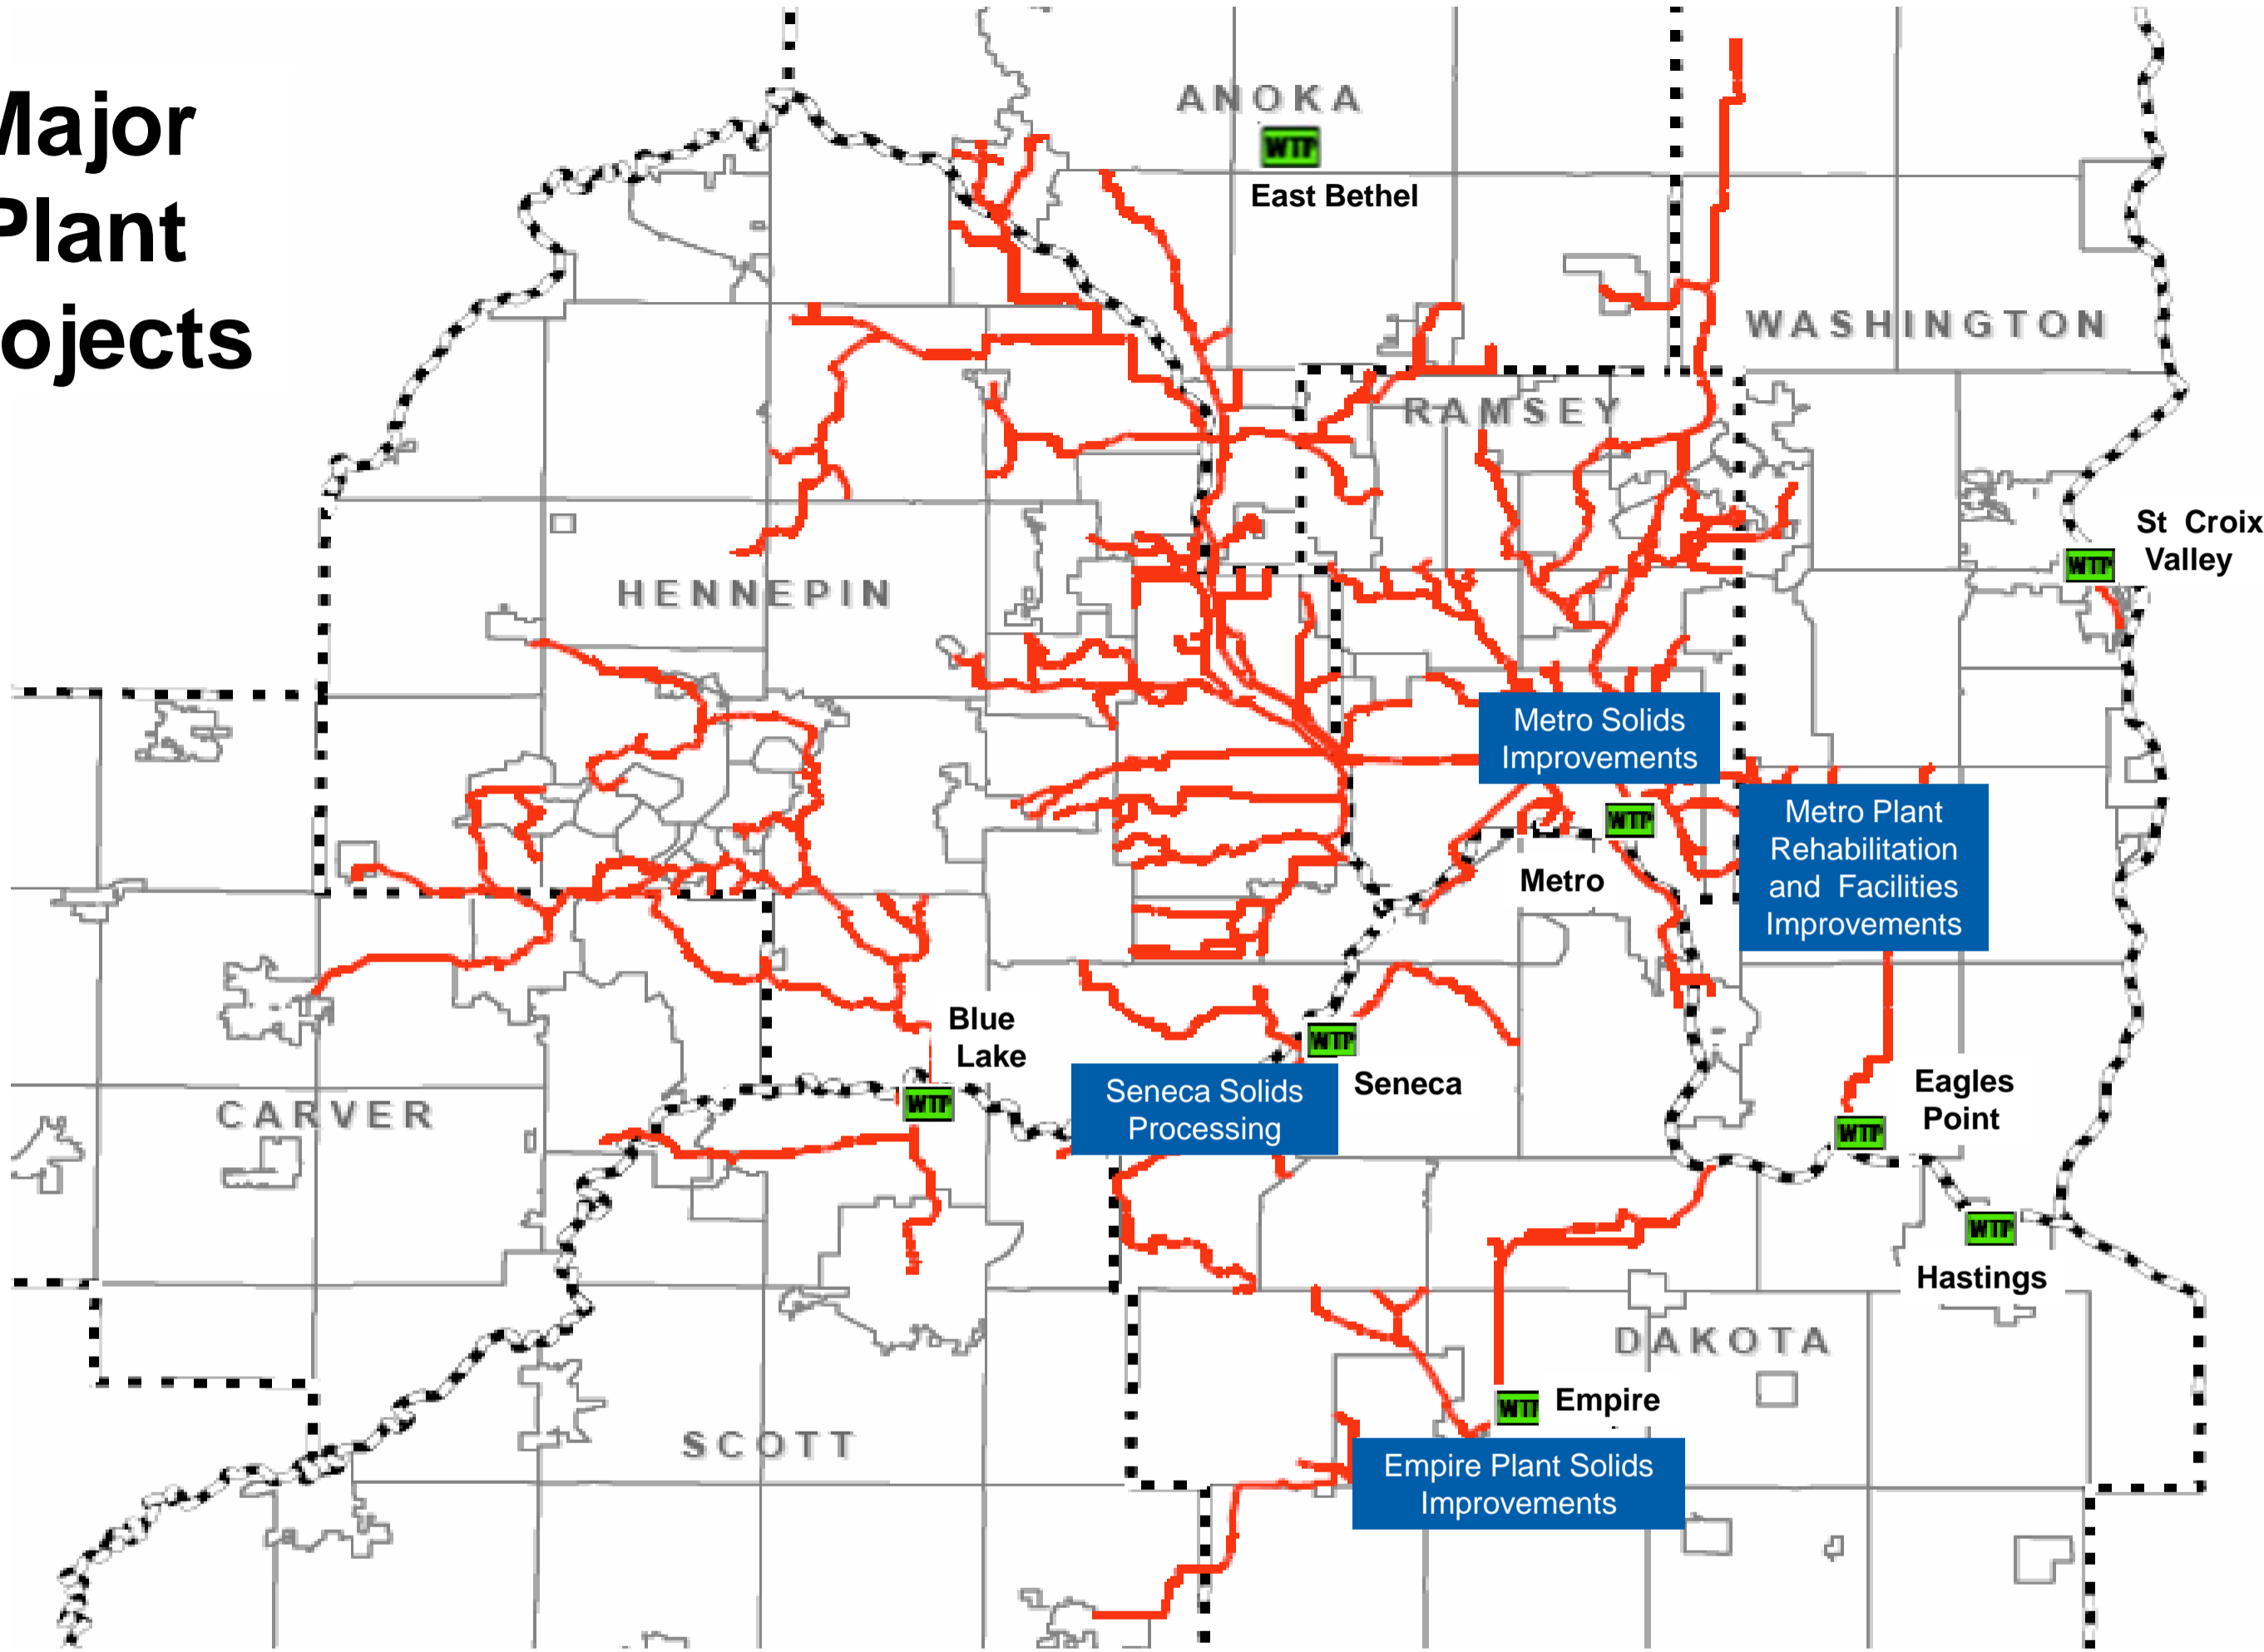 Major
Plant
ojects
ANOKA
WTP
East Bethel
WASHINGTON
RAMSEY
St Croix
Valley
WTP
HENNEPIN
Metro Solids
Improvements
Metro Plant
Rehabilitation
and Facilities
Improvements
WTP
Metro
Blue
Lake
WTP
Seneca
Seneca Solids
Processing
WTP
CARVER
Eagles
Point
WTP
WTP
Hastings
DAKOTA
WTP
Empire
SCOTT
Empire Plant Solids
Improvements